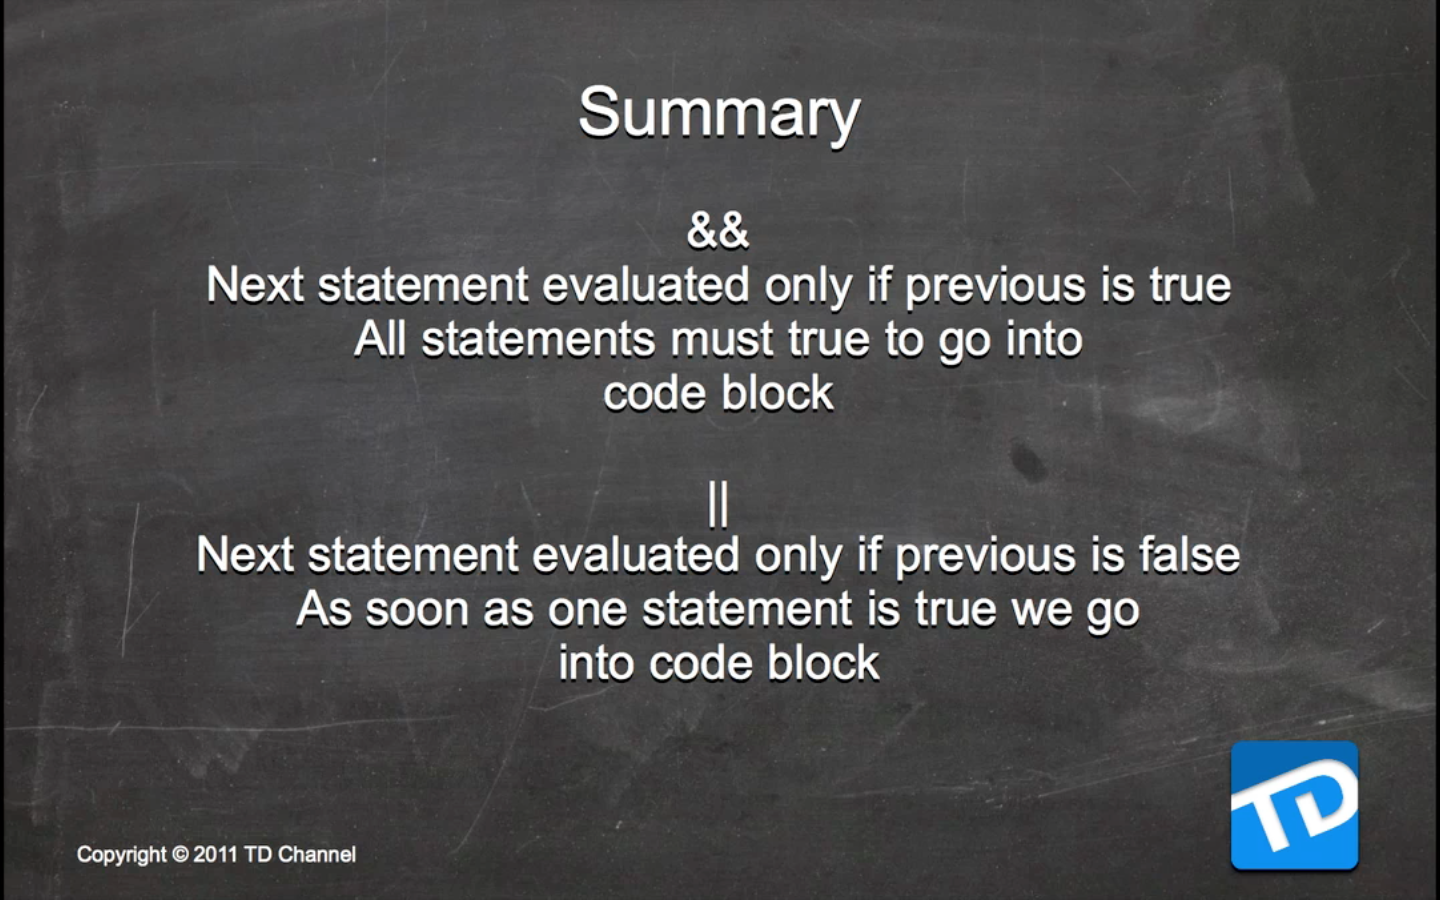 Summary
&&
Next statement evaluated only if previous is true
All statements must true to go into
code block
||
Next statement evaluated only if previous is false
As soon as one statement is true we go
into code block
Copyright © 2011 TD Channel
TD